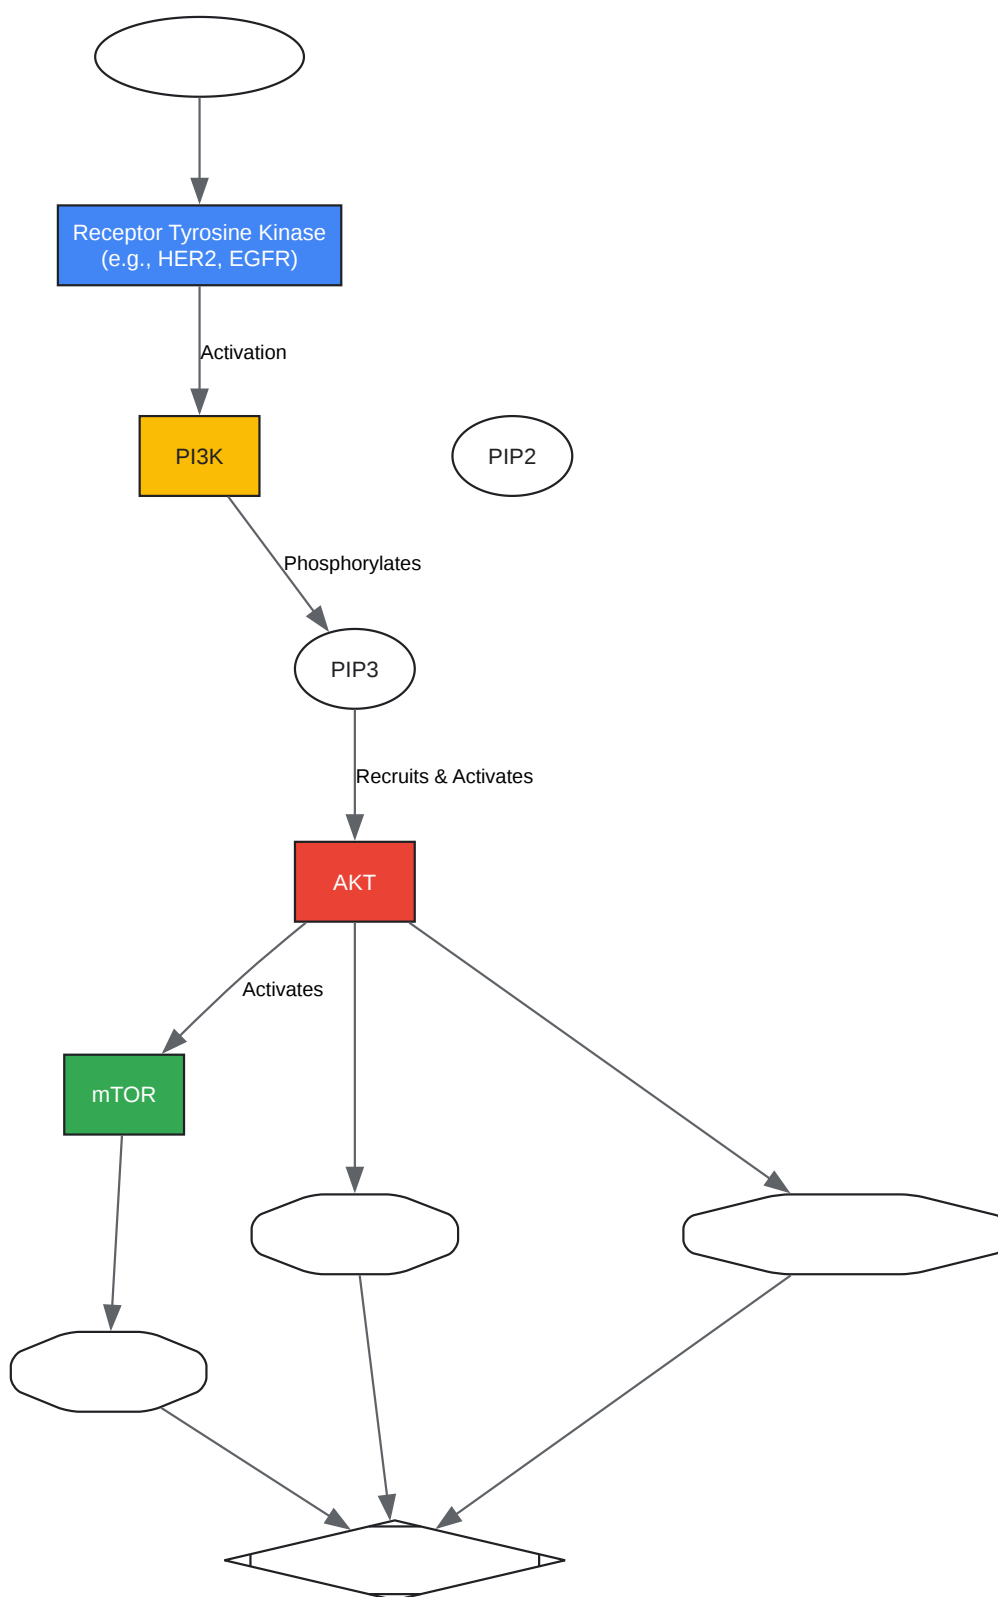 Receptor Tyrosine Kinase
(e.g., HER2, EGFR)
Activation
PI3K
PIP2
Phosphorylates
PIP3
Recruits & Activates
AKT
Activates
mTOR